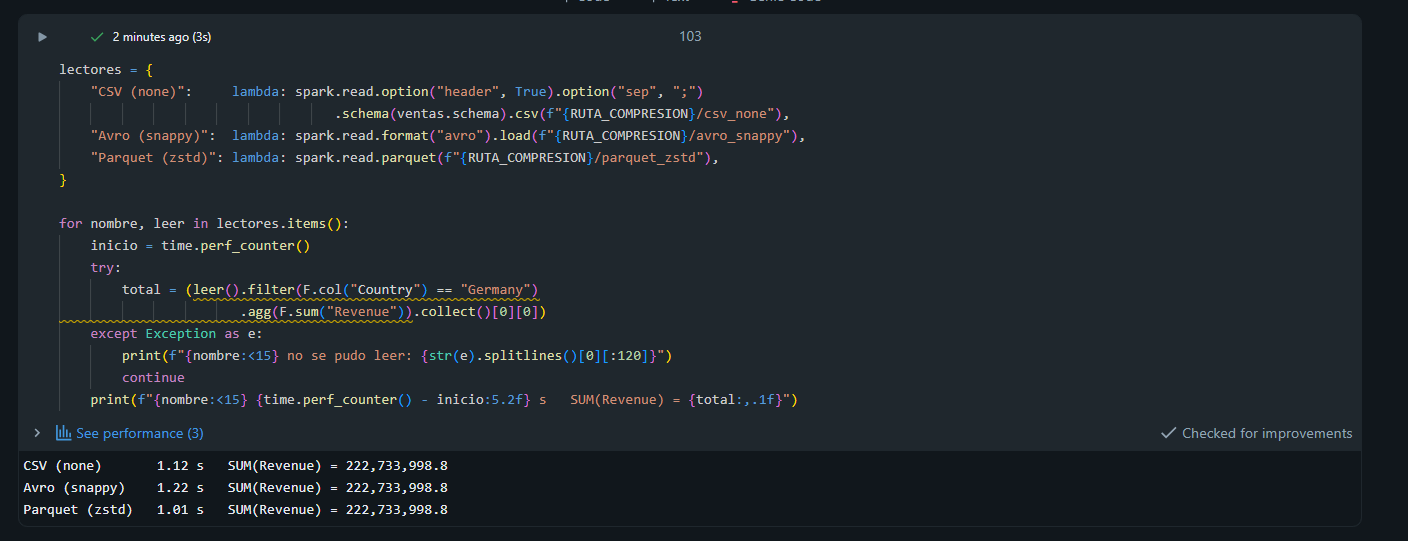 2 minutes ago (3s)
103
lectores = {
    "CSV (none)":     lambda: spark.read.option("header", True).option("sep", ";")
                                   .schema(ventas.schema).csv(f"{RUTA_COMPRESION}/csv_none"),
    "Avro (snappy)":  lambda: spark.read.format("avro").load(f"{RUTA_COMPRESION}/avro_snappy"),
    "Parquet (zstd)": lambda: spark.read.parquet(f"{RUTA_COMPRESION}/parquet_zstd"),
}
for nombre, leer in lectores.items():
    inicio = time.perf_counter()
    try:
        total = (leer().filter(F.col("Country") == "Germany")
                       .agg(F.sum("Revenue")).collect()[0][0])
    except Exception as e:
        print(f"{nombre:<15} no se pudo leer: {str(e).splitlines()[0][:120]}")
        continue
    print(f"{nombre:<15} {time.perf_counter() - inicio:5.2f} s   SUM(Revenue) = {total:,.1f}")
See performance (3)
Checked for improvements
CSV (none)       1.12 s   SUM(Revenue) = 222,733,998.8
Avro (snappy)    1.22 s   SUM(Revenue) = 222,733,998.8
Parquet (zstd)   1.01 s   SUM(Revenue) = 222,733,998.8